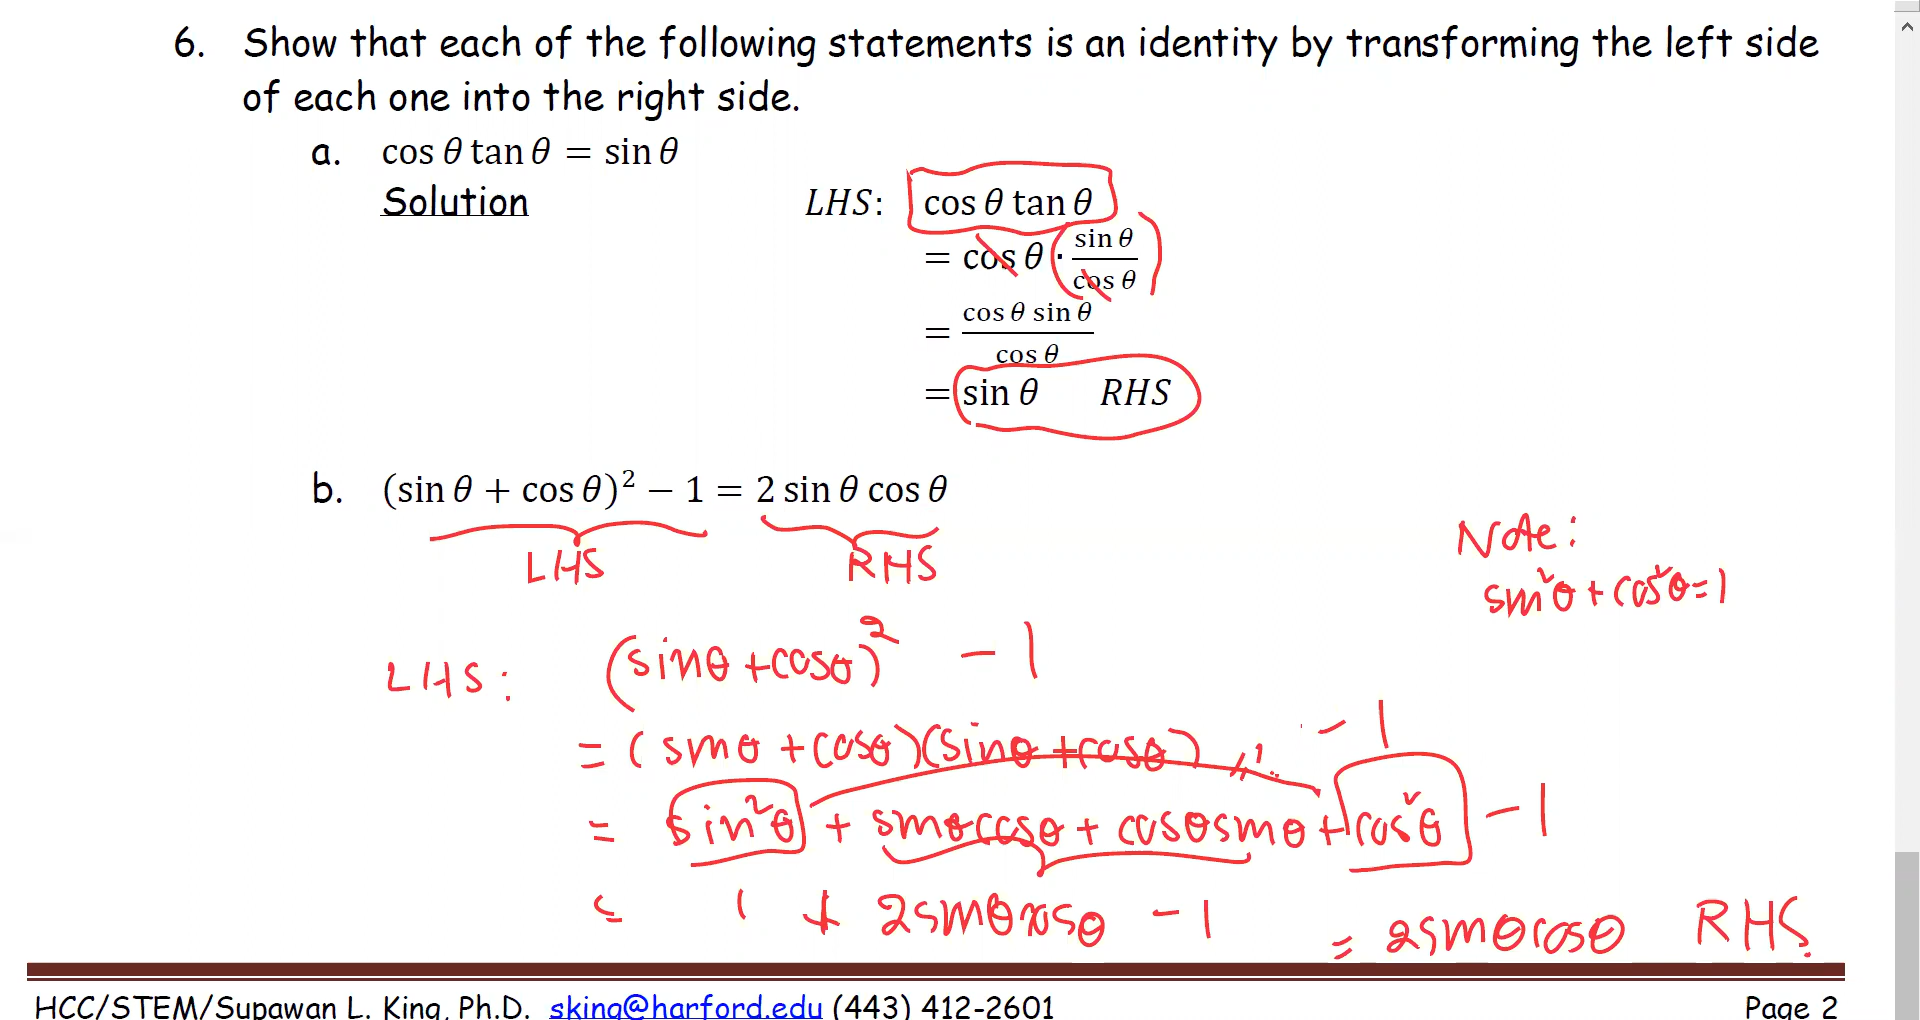 6. Show that each of the following statements is an identity by transforming the left side
of each one into the right side.
a. cos θ tan θ = sin θ
Solution LHS: cos θ tan θ
= cos θ · sin θ / cos θ
= cos θ sin θ / cos θ
= sin θ RHS
b. (sin θ + cos θ)² − 1 = 2 sin θ cos θ
LHS RHS
Note:
sin²θ + cos²θ = 1
LHS: (sinθ + cosθ)² − 1
= (sinθ + cosθ)(sinθ + cosθ) − 1
= sin²θ + sinθcosθ + cosθsinθ + cos²θ − 1
= 1 + 2sinθcosθ − 1 = 2sinθcosθ RHS.
HCC/STEM/Supawan L. King, Ph.D. sking@harford.edu (443) 412-2601 Page 2